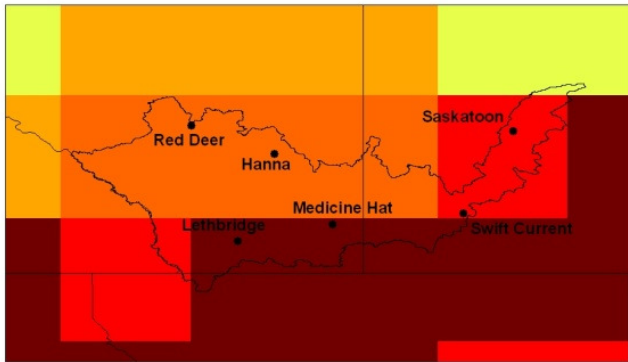 Saskatoon
Red Deer
Hanna
Medicine Hat
Lethbridge
Swift Current